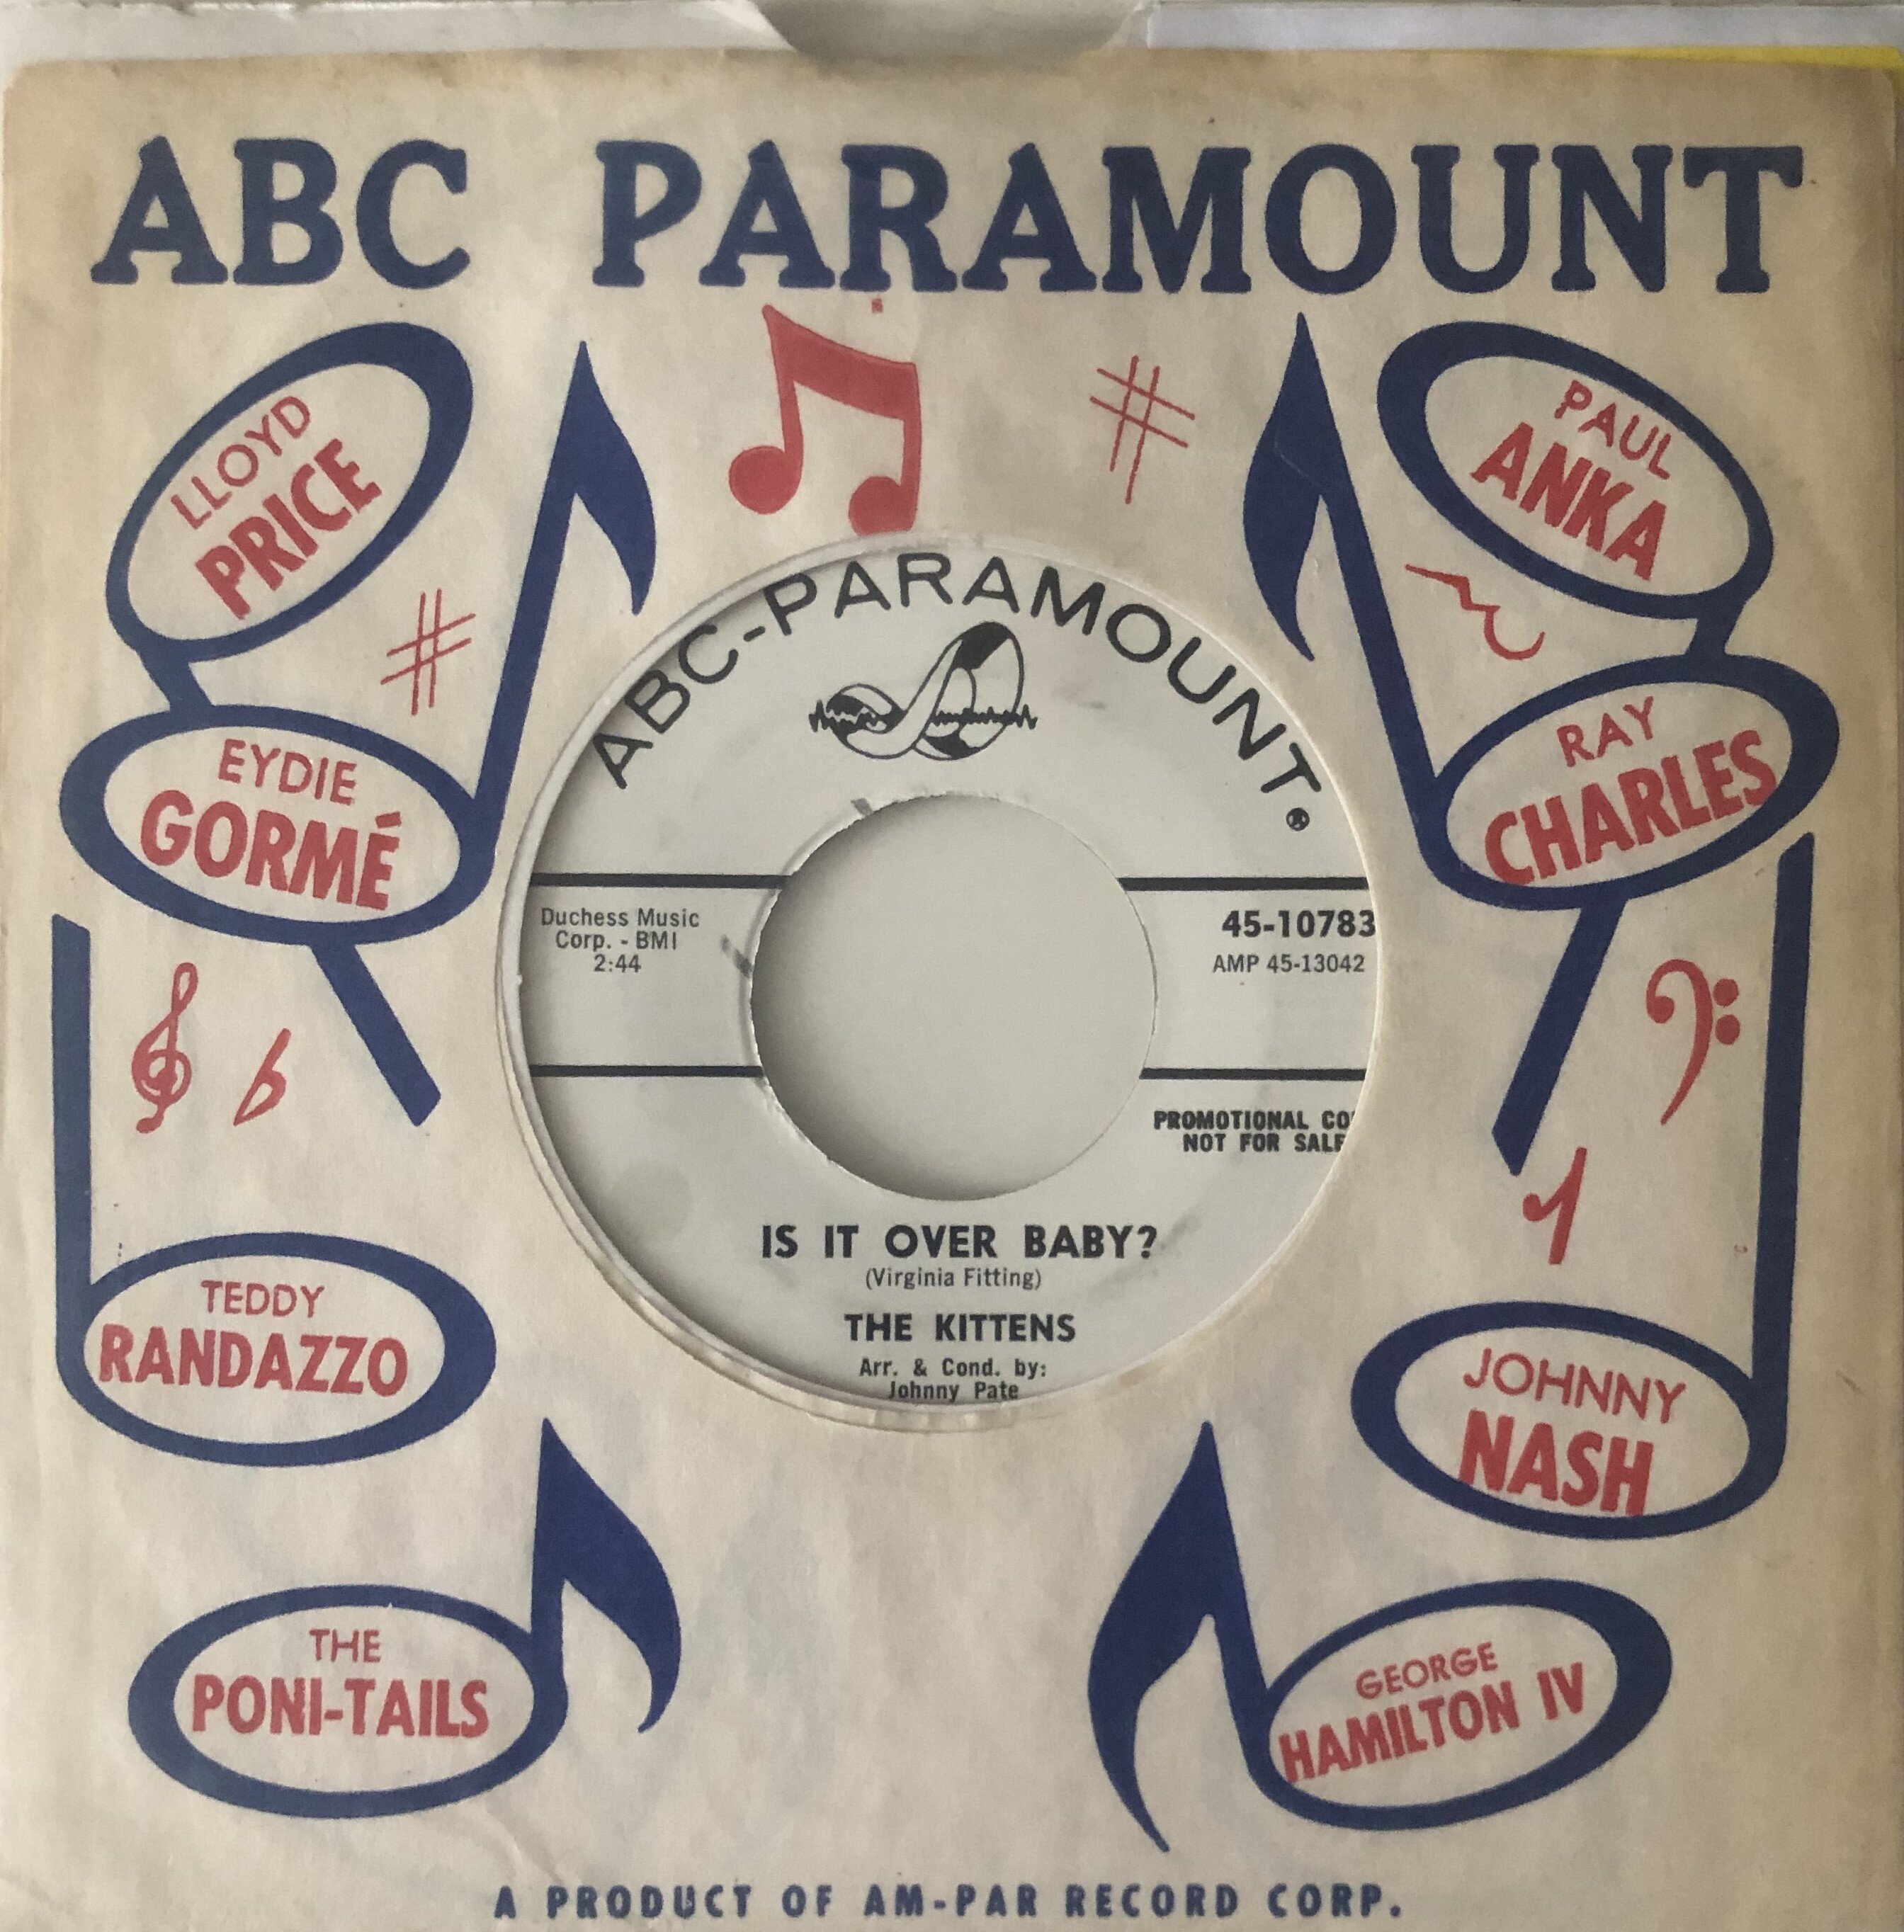 ABC PARAMOUNT
LLOYD
PRICE
PAUL
ANKA
EYDIE
GORMÉ
RAY
CHARLES
ABC-PARAMOUNT®
Duchess Music
Corp. - BMI
2:44
45-10783
AMP 45-13042
PROMOTIONAL CO
NOT FOR SALE
IS IT OVER BABY?
(Virginia Fitting)
THE KITTENS
Arr. & Cond. by:
Johnny Pate
TEDDY
RANDAZZO
JOHNNY
NASH
THE
PONI-TAILS
GEORGE
HAMILTON IV
A PRODUCT OF AM-PAR RECORD CORP.